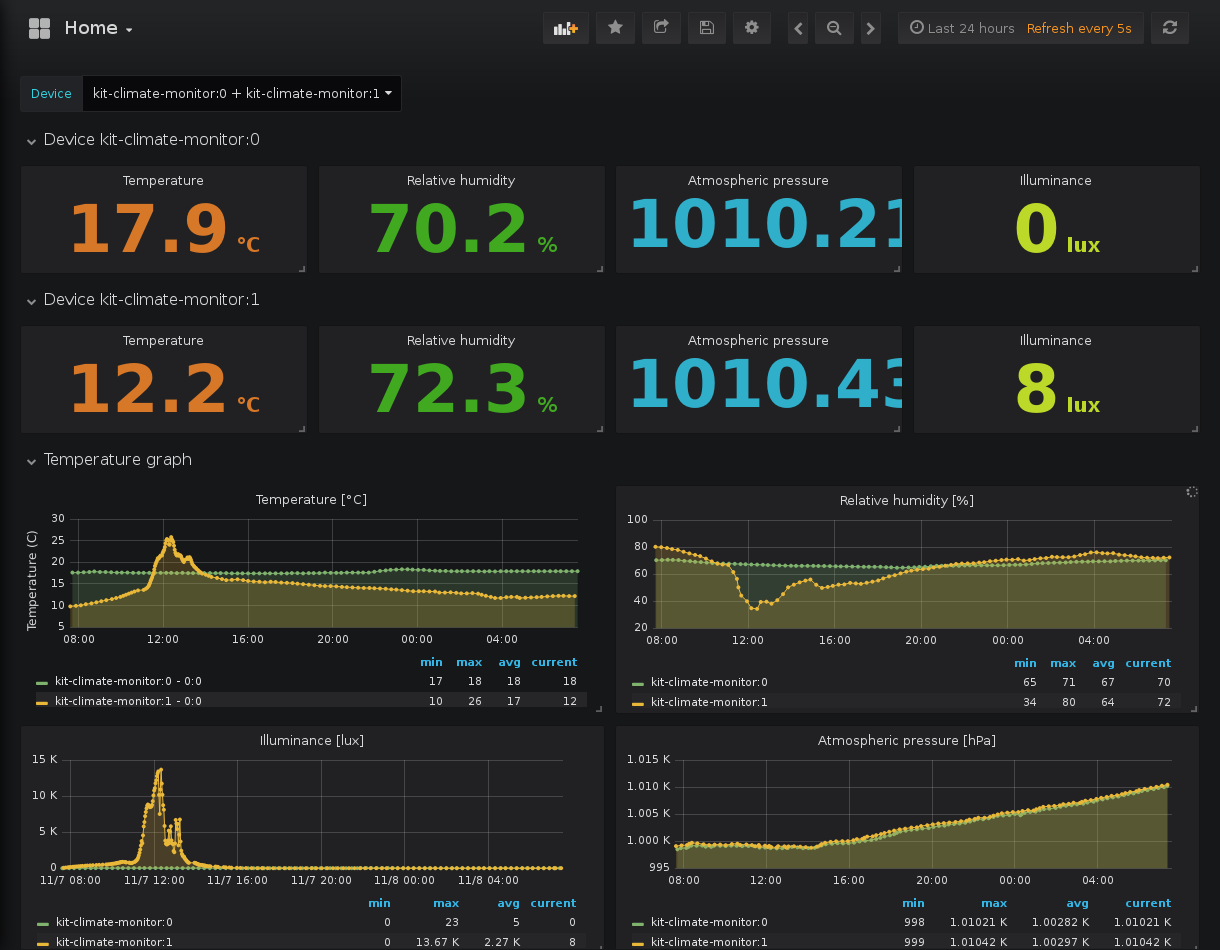 Home
Last 24 hours Refresh every 5s
Device kit-climate-monitor:0 + kit-climate-monitor:1
Device kit-climate-monitor:0
Temperature Relative humidity Atmospheric pressure Illuminance
17.9 °C 70.2 % 1010.21 0 lux
Device kit-climate-monitor:1
Temperature Relative humidity Atmospheric pressure Illuminance
12.2 °C 72.3 % 1010.43 8 lux
Temperature graph
Temperature [°C]
Temperature (C)
30
25
20
15
10
5
08:00 12:00 16:00 20:00 00:00 04:00
min max avg current
kit-climate-monitor:0 - 0:0 17 18 18 18
kit-climate-monitor:1 - 0:0 10 26 17 12
Relative humidity [%]
100
80
60
40
20
08:00 12:00 16:00 20:00 00:00 04:00
min max avg current
kit-climate-monitor:0 65 71 67 70
kit-climate-monitor:1 34 80 64 72
Illuminance [lux]
15 K
10 K
5 K
0
11/7 08:00 11/7 12:00 11/7 16:00 11/7 20:00 11/8 00:00 11/8 04:00
min max avg current
kit-climate-monitor:0 0 23 5 0
kit-climate-monitor:1 0 13.67 K 2.27 K 8
Atmospheric pressure [hPa]
1.015 K
1.010 K
1.005 K
1.000 K
995
08:00 12:00 16:00 20:00 00:00 04:00
min max avg current
kit-climate-monitor:0 998 1.01021 K 1.00282 K 1.01021 K
kit-climate-monitor:1 999 1.01042 K 1.00297 K 1.01042 K